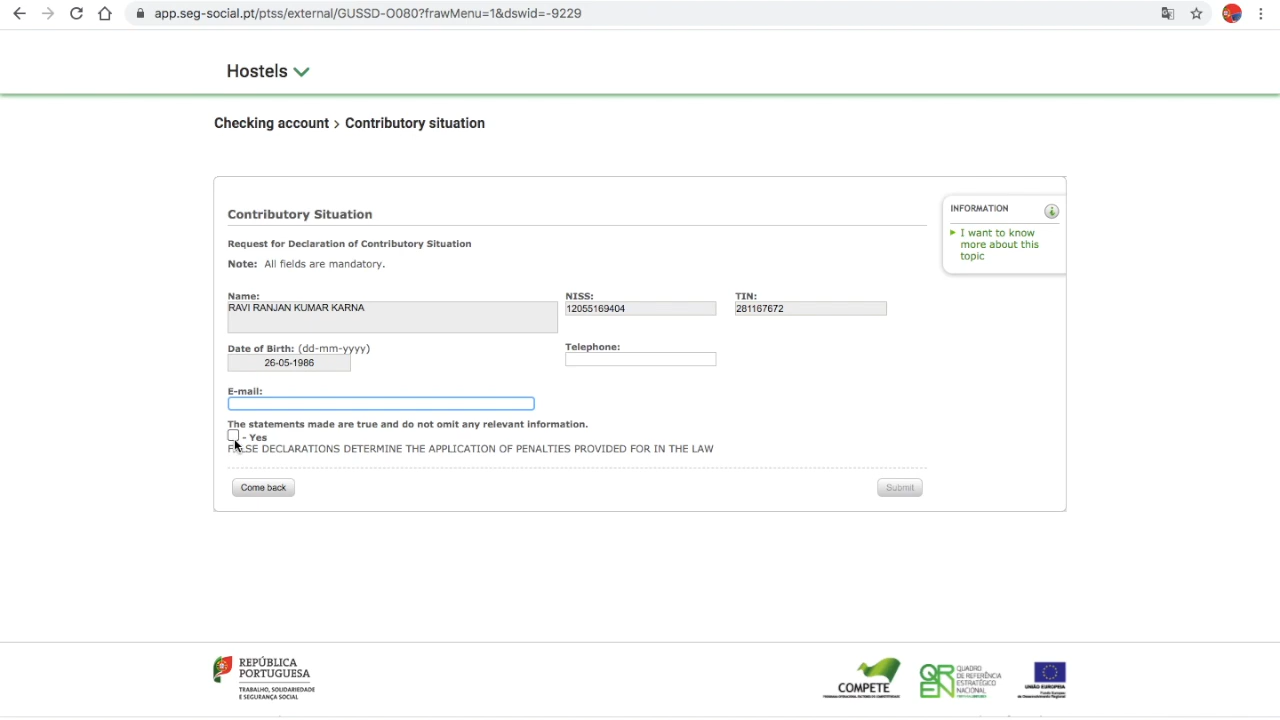 app.seg-social.pt/ptss/external/GUSSD-O080?frawMenu=1&dswid=-9229
Hostels
Checking account > Contributory situation
Contributory Situation
Request for Declaration of Contributory Situation
Note: All fields are mandatory.
INFORMATION
I want to know
more about this
topic
Name: NISS: TIN:
RAVI RANJAN KUMAR KARNA 12055169404 281167672
Date of Birth: (dd-mm-yyyy) Telephone:
26-05-1986
E-mail:
The statements made are true and do not omit any relevant information.
- Yes
FALSE DECLARATIONS DETERMINE THE APPLICATION OF PENALTIES PROVIDED FOR IN THE LAW
Come back Submit
REPÚBLICA
PORTUGUESA
TRABALHO, SOLIDARIEDADE
E SEGURANÇA SOCIAL
COMPETE
QREN
QUADRO
DE REFERÊNCIA
ESTRATÉGICO
NACIONAL
UNIÃO EUROPEIA